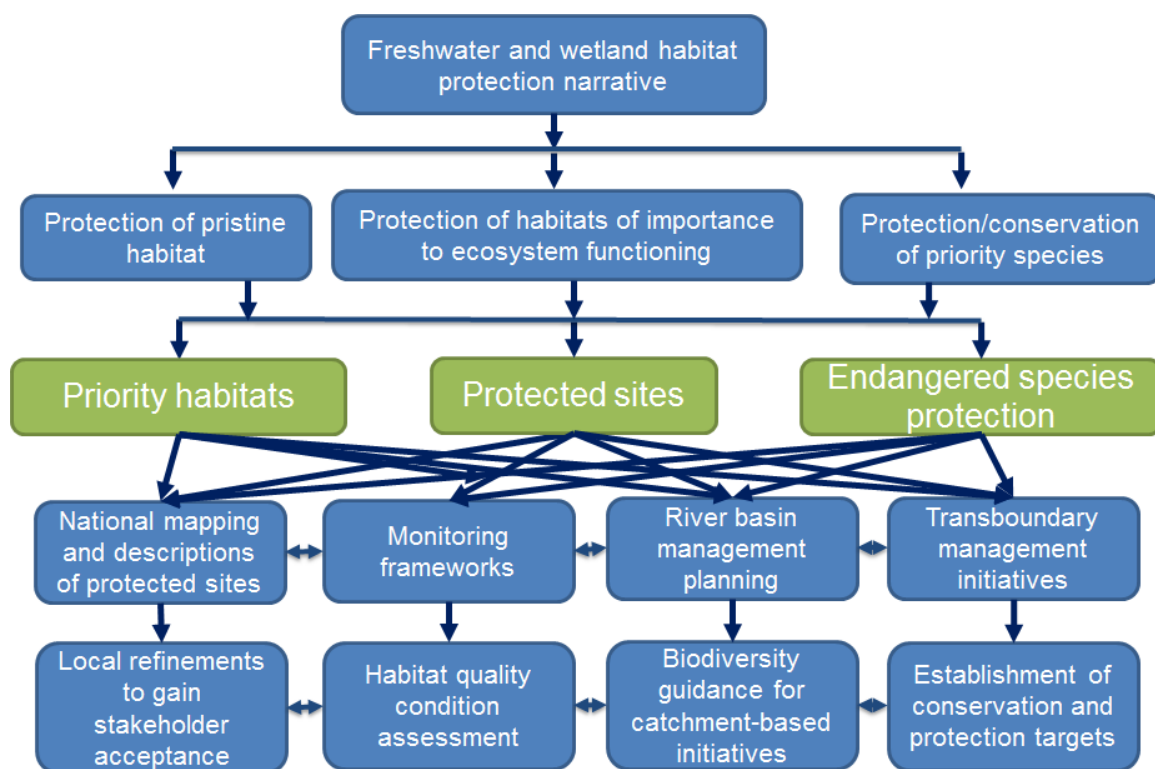 Freshwater and wetland habitat
protection narrative
Protection of pristine
habitat
Protection of habitats of importance
to ecosystem functioning
Protection/conservation
of priority species
Priority habitats
Protected sites
Endangered species
protection
National mapping
and descriptions
of protected sites
Monitoring
frameworks
River basin
management
planning
Transboundary
management
initiatives
Local refinements
to gain
stakeholder
acceptance
Habitat quality
condition
assessment
Biodiversity
guidance for
catchment-based
initiatives
Establishment of
conservation and
protection targets